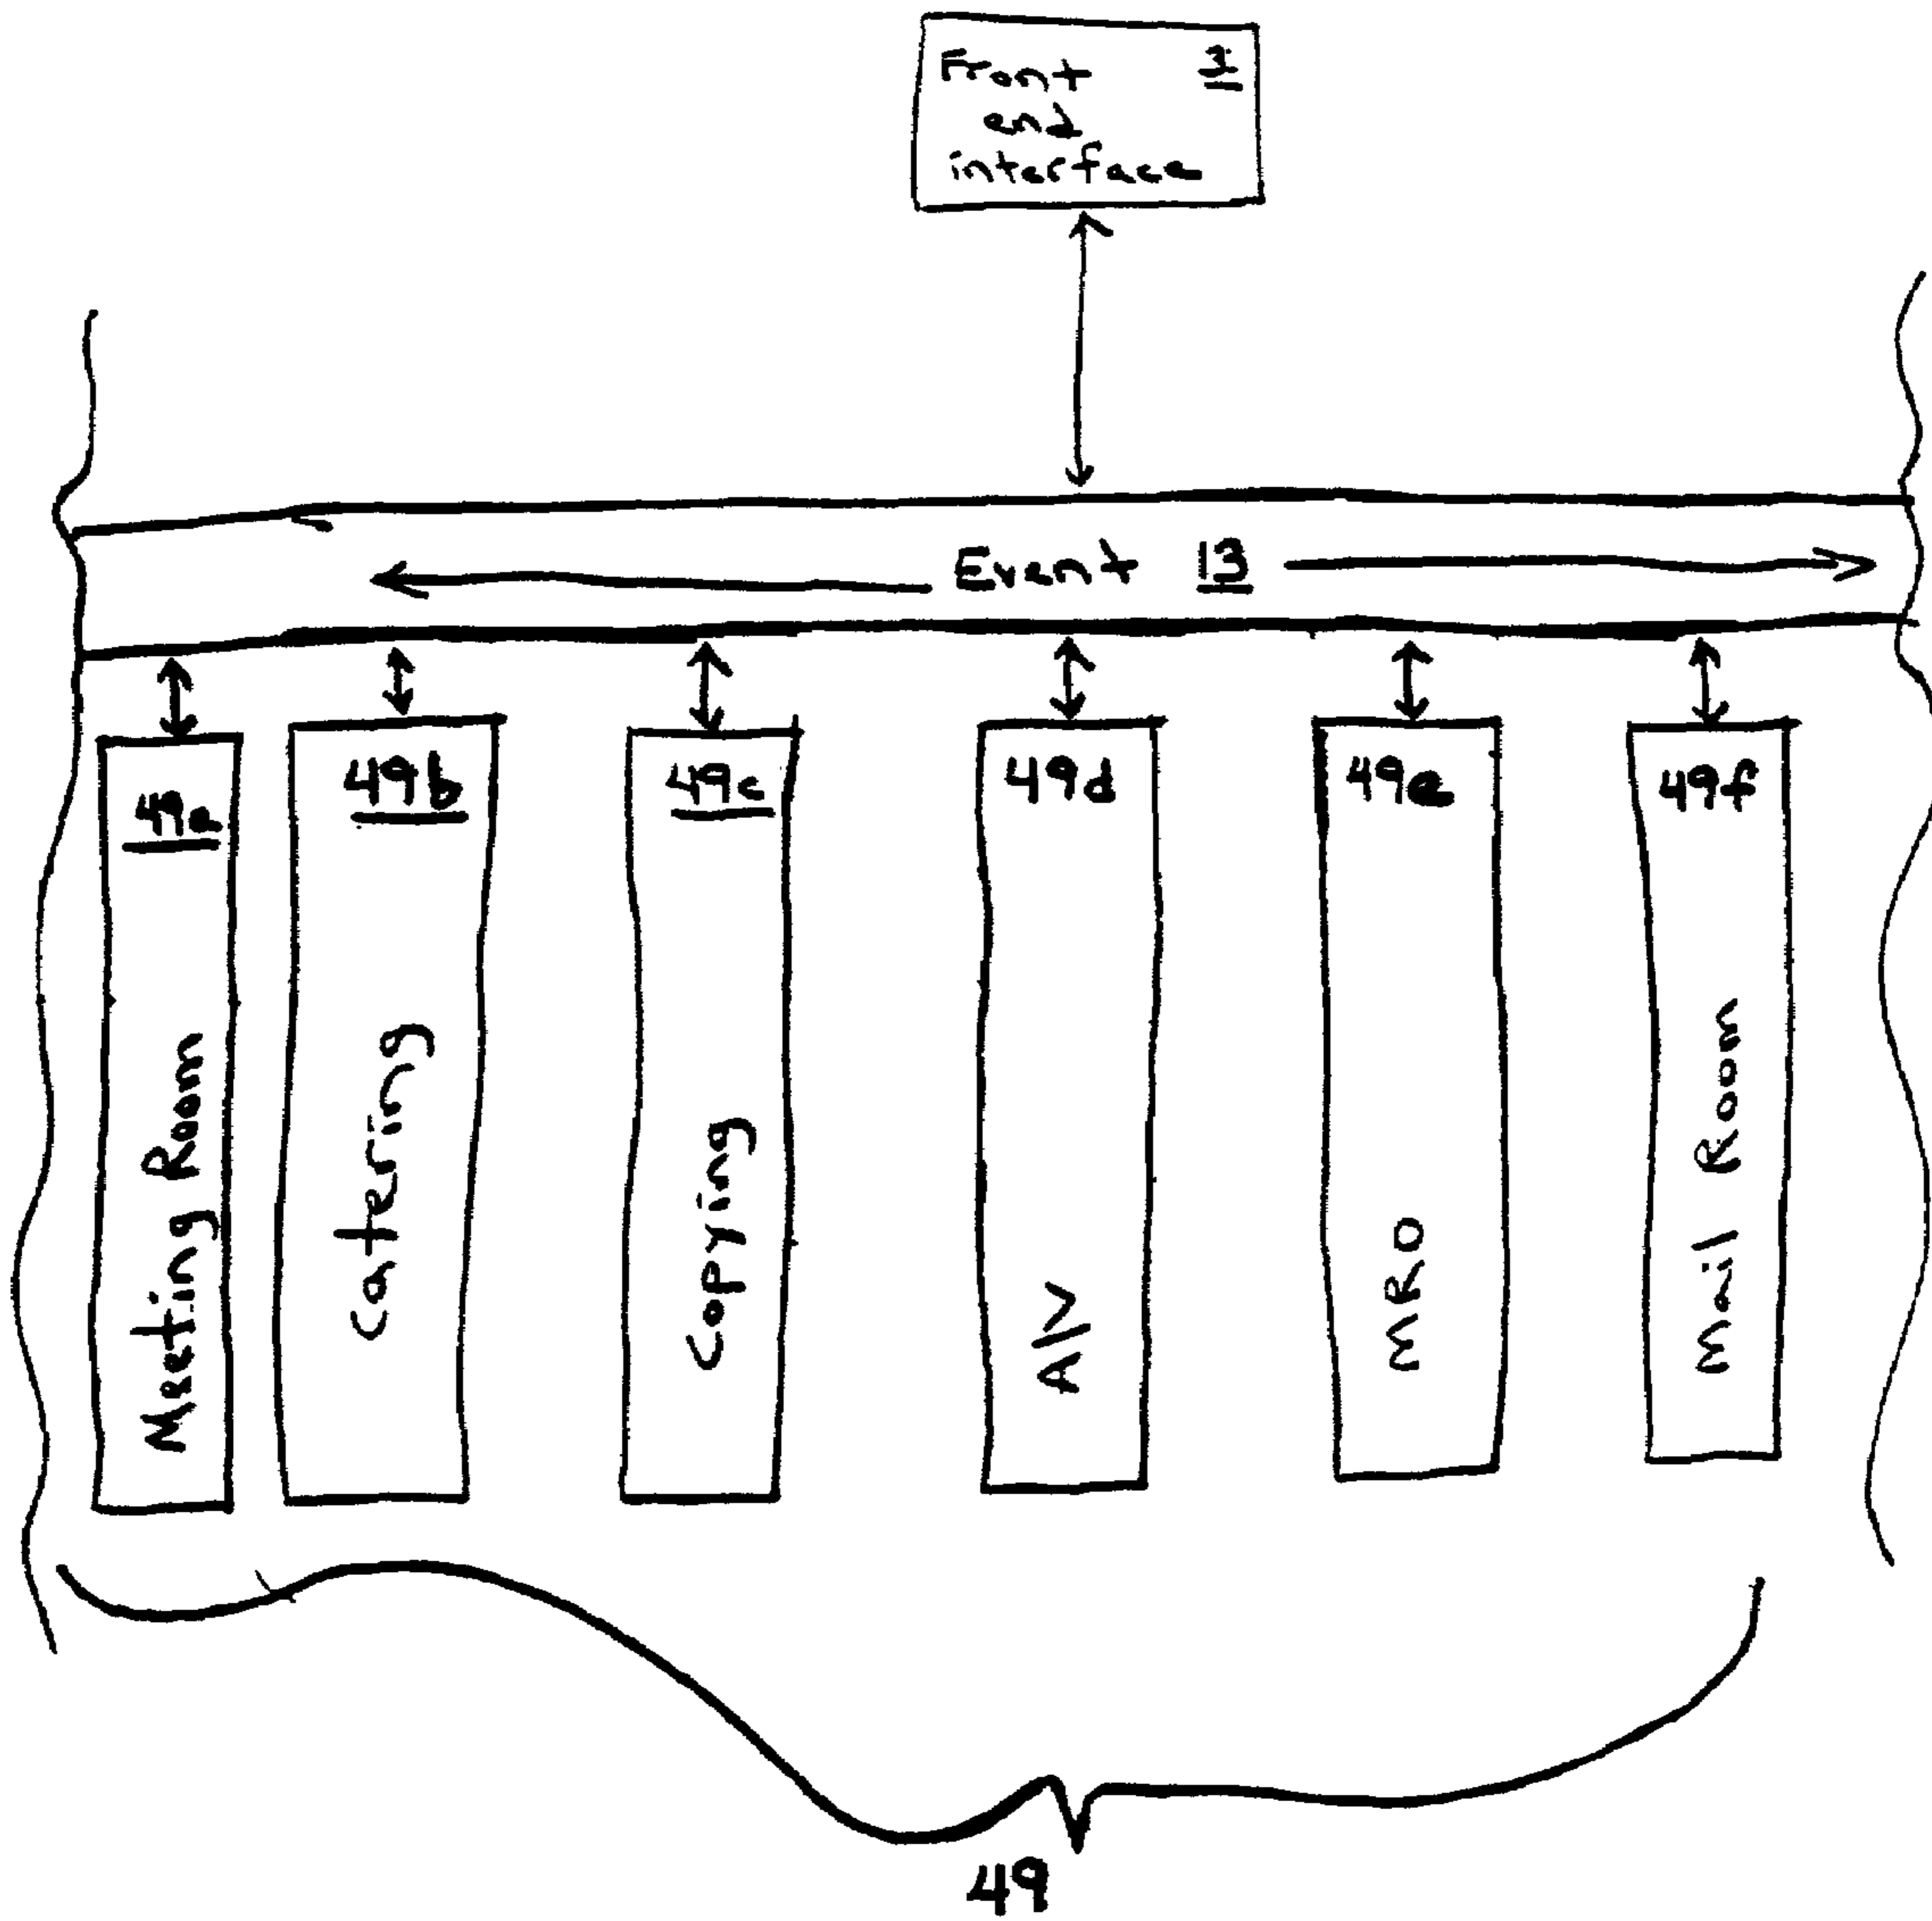 Front
end
interface
Event 13
49a
49b
49c
49d
49e
49f
Meeting Room
Catering
Copying
A/V
MRO
Mail Room
49